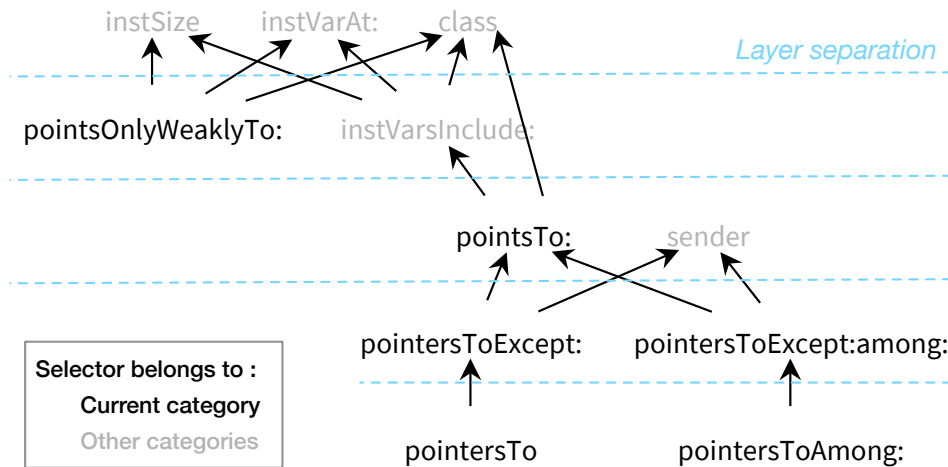 instSize instVarAt: class
Layer separation
pointsOnlyWeaklyTo: instVarsInclude:
pointsTo: sender
pointersToExcept: pointersToExcept:among:
Selector belongs to :
Current category
Other categories
pointersTo pointersToAmong: